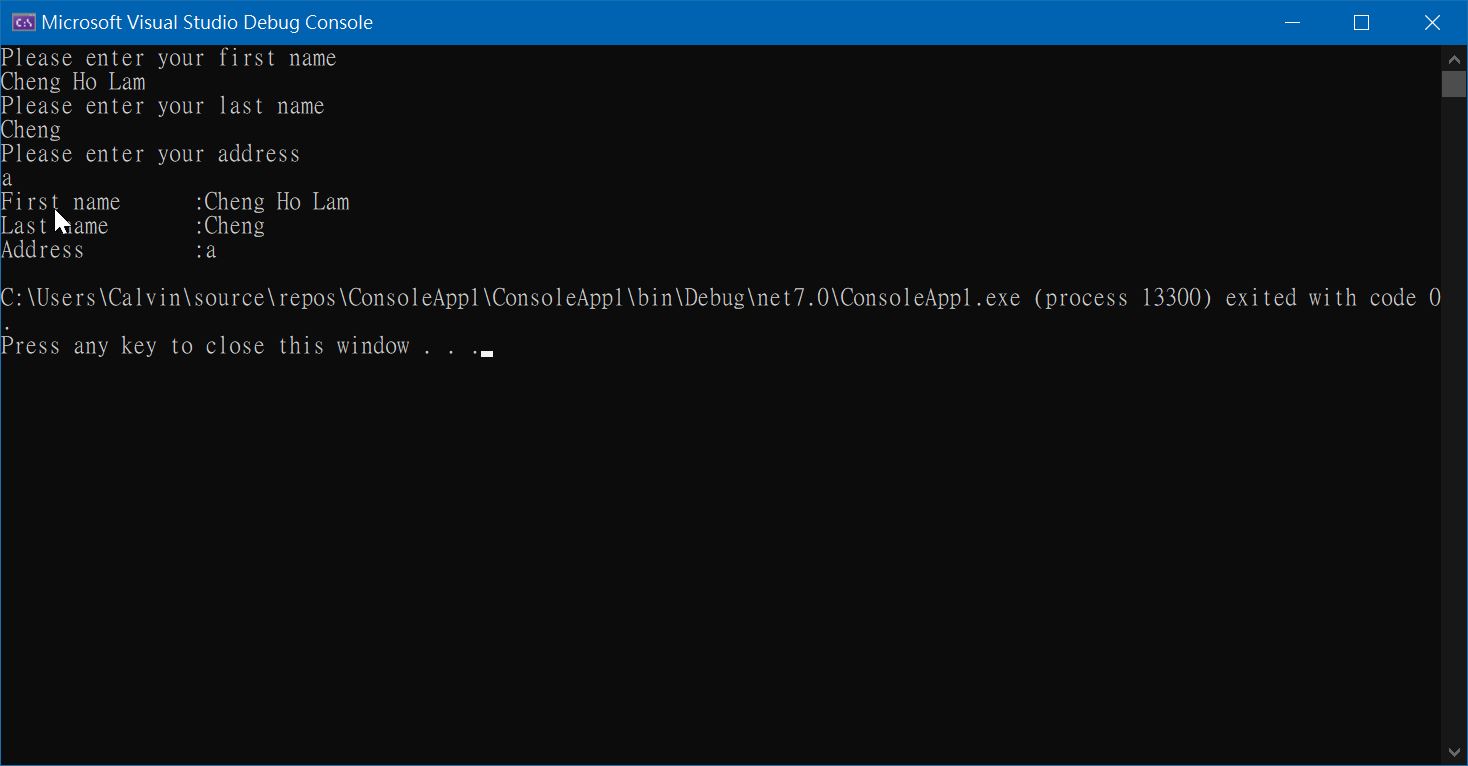 Microsoft Visual Studio Debug Console
Please enter your first name
Cheng Ho Lam
Please enter your last name
Cheng
Please enter your address
a
First name      :Cheng Ho Lam
Last name       :Cheng
Address         :a
C:\Users\Calvin\source\repos\ConsoleApp1\ConsoleApp1\bin\Debug\net7.0\ConsoleApp1.exe (process 13300) exited with code 0
.
Press any key to close this window . . .